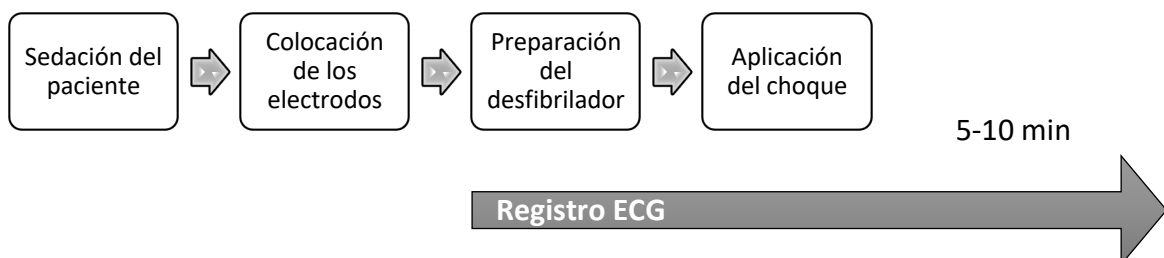 Sedación del
paciente
Colocación
de los
electrodos
Preparación
del
desfibrilador
Aplicación
del choque
5-10 min
Registro ECG